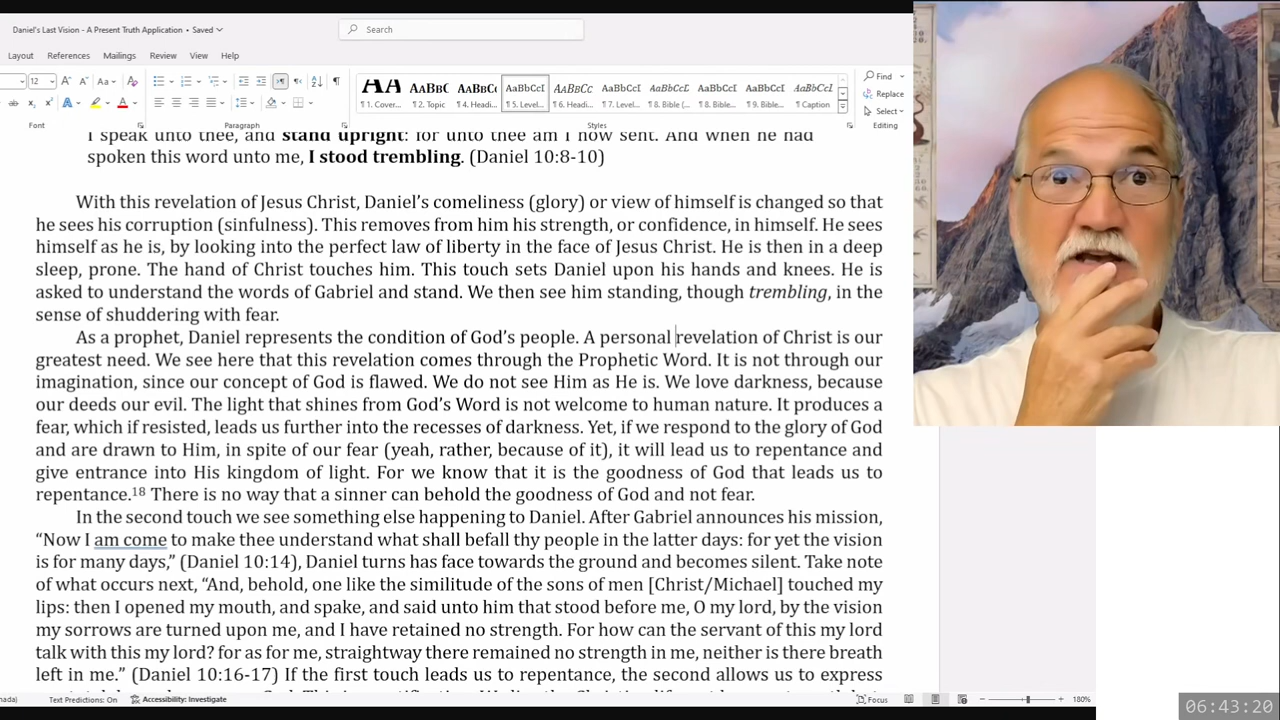 Daniel's Last Vision - A Present Truth Application • Saved
Search
Layout References Mailings Review View Help
12
Aa
AA AaBbC AaBbC AaBbCcI AaBbCc AaBbCcI AaBbCcI AaBbCcI AaBbCcI AaBbCcI
¶ 1. Cover... ¶ 2. Topic ¶ 4. Headi... ¶ 5. Level... ¶ 6. Headi... ¶ 7. Level... ¶ 8. Bible (... ¶ 8. Bible... ¶ 9. Bible... ¶ Caption
Find
Replace
Select
Font Paragraph Styles Editing
I speak unto thee, and stand upright: for unto thee am I now sent. And when he had
spoken this word unto me, I stood trembling. (Daniel 10:8-10)
With this revelation of Jesus Christ, Daniel's comeliness (glory) or view of himself is changed so that
he sees his corruption (sinfulness). This removes from him his strength, or confidence, in himself. He sees
himself as he is, by looking into the perfect law of liberty in the face of Jesus Christ. He is then in a deep
sleep, prone. The hand of Christ touches him. This touch sets Daniel upon his hands and knees. He is
asked to understand the words of Gabriel and stand. We then see him standing, though trembling, in the
sense of shuddering with fear.
As a prophet, Daniel represents the condition of God's people. A personal revelation of Christ is our
greatest need. We see here that this revelation comes through the Prophetic Word. It is not through our
imagination, since our concept of God is flawed. We do not see Him as He is. We love darkness, because
our deeds our evil. The light that shines from God's Word is not welcome to human nature. It produces a
fear, which if resisted, leads us further into the recesses of darkness. Yet, if we respond to the glory of God
and are drawn to Him, in spite of our fear (yeah, rather, because of it), it will lead us to repentance and
give entrance into His kingdom of light. For we know that it is the goodness of God that leads us to
repentance.18 There is no way that a sinner can behold the goodness of God and not fear.
In the second touch we see something else happening to Daniel. After Gabriel announces his mission,
“Now I am come to make thee understand what shall befall thy people in the latter days: for yet the vision
is for many days,” (Daniel 10:14), Daniel turns has face towards the ground and becomes silent. Take note
of what occurs next, “And, behold, one like the similitude of the sons of men [Christ/Michael] touched my
lips: then I opened my mouth, and spake, and said unto him that stood before me, O my lord, by the vision
my sorrows are turned upon me, and I have retained no strength. For how can the servant of this my lord
talk with this my lord? for as for me, straightway there remained no strength in me, neither is there breath
left in me.” (Daniel 10:16-17) If the first touch leads us to repentance, the second allows us to express
nada) Text Predictions: On Accessibility: Investigate Focus 180%
06:43:20